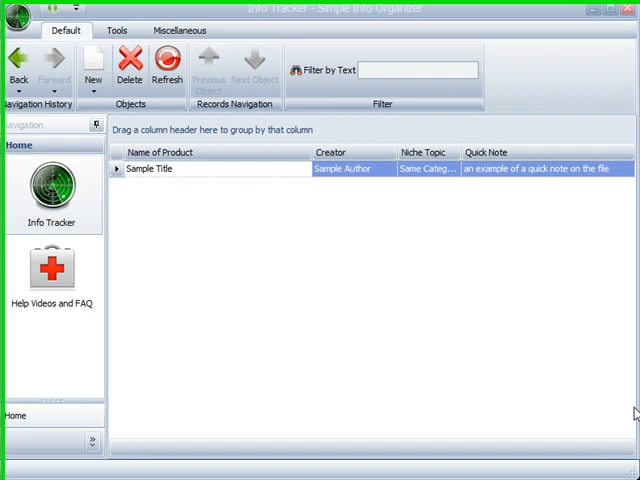 Info Tracker - Simple Info Organizer
Default Tools Miscellaneous
Back Forward New Delete Refresh Previous Object Next Object Filter by Text
Navigation History Objects Records Navigation Filter
Navigation
Drag a column header here to group by that column
Home
Name of Product Creator Niche Topic Quick Note
Sample Title Sample Author Same Categ... an example of a quick note on the file
Info Tracker
Help Videos and FAQ
Home